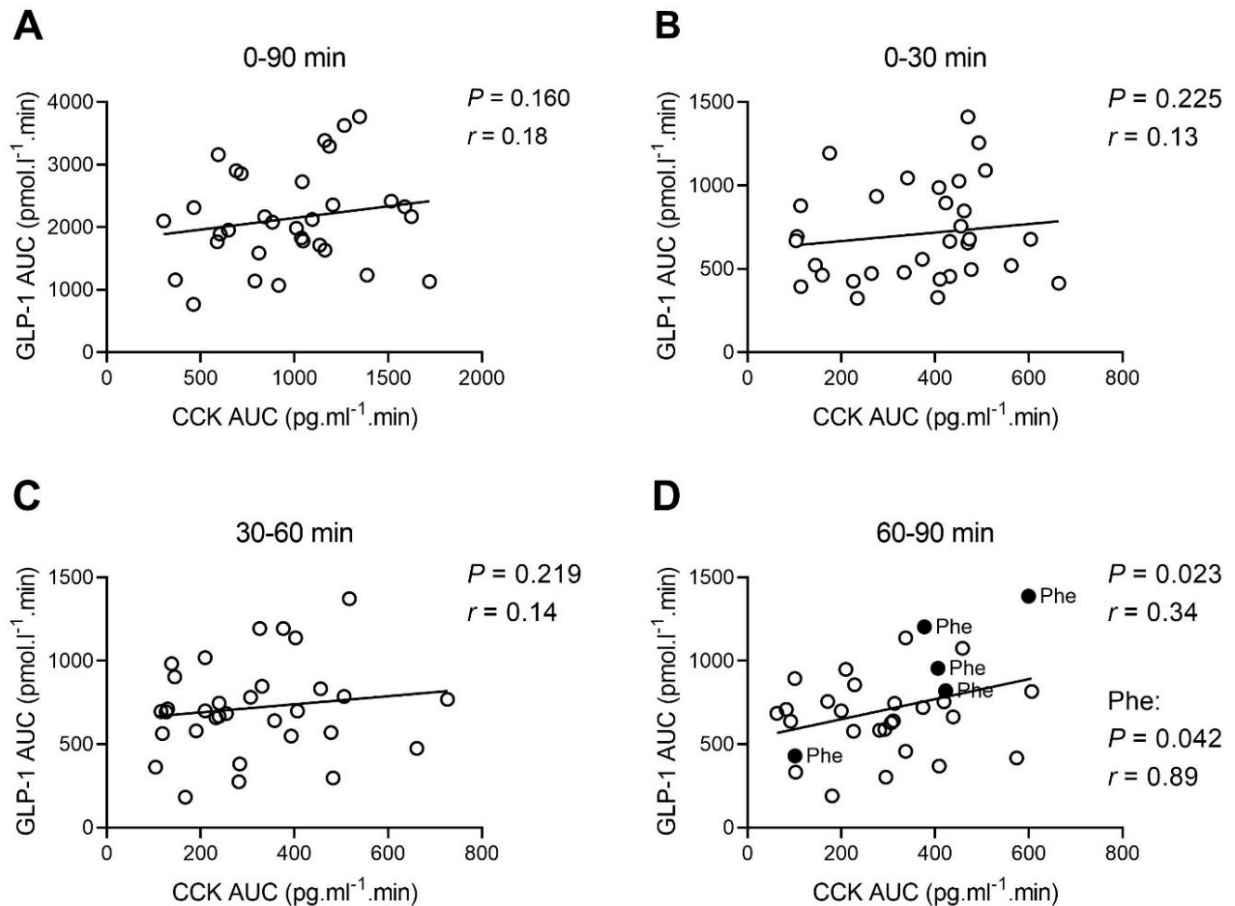 A
0-90 min
P = 0.160
r = 0.18
GLP-1 AUC (pmol.l⁻¹.min)
4000
3000
2000
1000
0
0 500 1000 1500 2000
CCK AUC (pg.ml⁻¹.min)
B
0-30 min
P = 0.225
r = 0.13
GLP-1 AUC (pmol.l⁻¹.min)
1500
1000
500
0
0 200 400 600 800
CCK AUC (pg.ml⁻¹.min)
C
30-60 min
P = 0.219
r = 0.14
GLP-1 AUC (pmol.l⁻¹.min)
1500
1000
500
0
0 200 400 600 800
CCK AUC (pg.ml⁻¹.min)
D
60-90 min
P = 0.023
r = 0.34
Phe:
P = 0.042
r = 0.89
GLP-1 AUC (pmol.l⁻¹.min)
1500
1000
500
0
Phe
Phe
Phe
Phe
Phe
0 200 400 600 800
CCK AUC (pg.ml⁻¹.min)